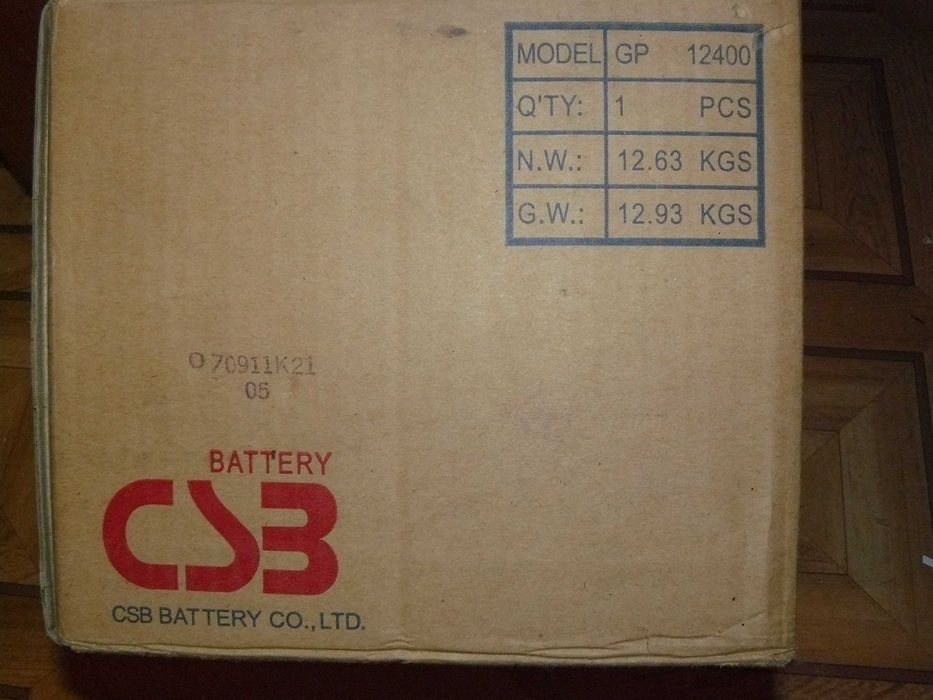 MODEL GP 12400
Q'TY: 1 PCS
N.W.: 12.63 KGS
G.W.: 12.93 KGS
O70911K21
05
BATTERY
CSB
CSB BATTERY CO.,LTD.